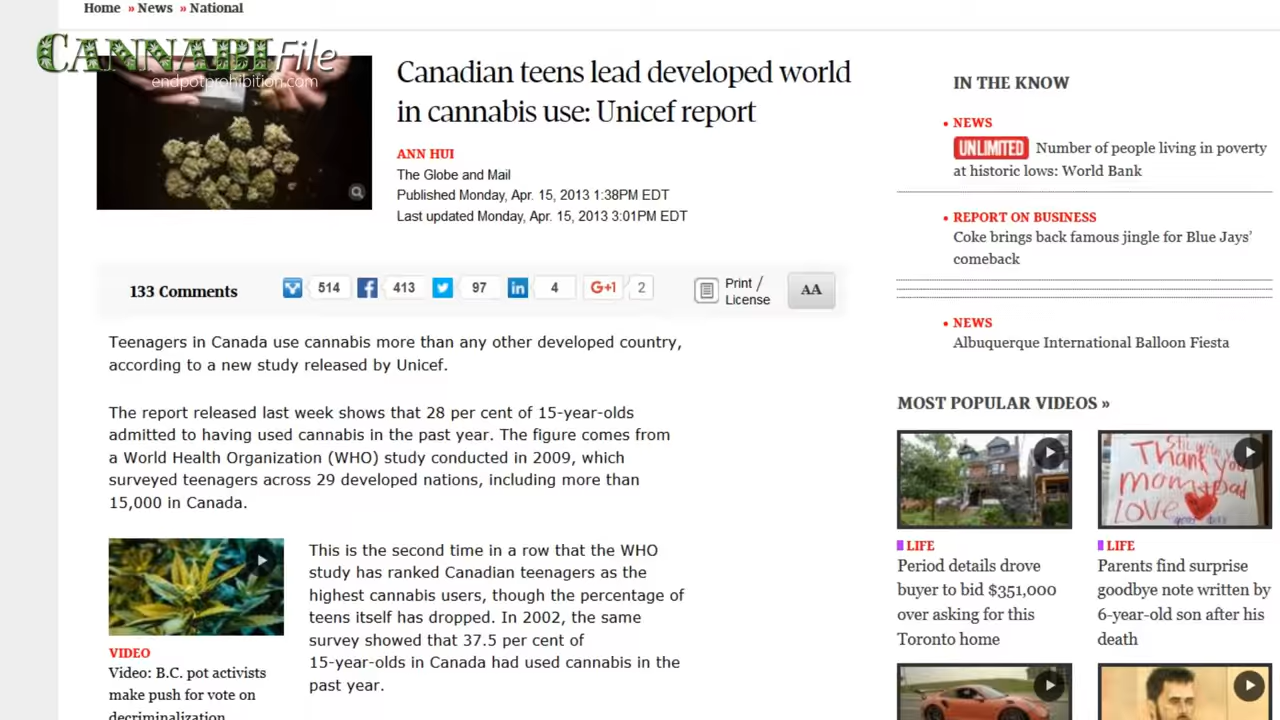 Home » News » National
CANNABIFile
endpotprohibition.com
Canadian teens lead developed world
in cannabis use: Unicef report
ANN HUI
The Globe and Mail
Published Monday, Apr. 15, 2013 1:38PM EDT
Last updated Monday, Apr. 15, 2013 3:01PM EDT
133 Comments
514
413
97
in
4
G+1
2
Print /
License
AA
Teenagers in Canada use cannabis more than any other developed country,
according to a new study released by Unicef.
The report released last week shows that 28 per cent of 15-year-olds
admitted to having used cannabis in the past year. The figure comes from
a World Health Organization (WHO) study conducted in 2009, which
surveyed teenagers across 29 developed nations, including more than
15,000 in Canada.
VIDEO
Video: B.C. pot activists
make push for vote on
decriminalization
This is the second time in a row that the WHO
study has ranked Canadian teenagers as the
highest cannabis users, though the percentage of
teens itself has dropped. In 2002, the same
survey showed that 37.5 per cent of
15-year-olds in Canada had used cannabis in the
past year.
IN THE KNOW
• NEWS
UNLIMITED Number of people living in poverty
at historic lows: World Bank
• REPORT ON BUSINESS
Coke brings back famous jingle for Blue Jays'
comeback
• NEWS
Albuquerque International Balloon Fiesta
MOST POPULAR VIDEOS »
LIFE
Period details drove
buyer to bid $351,000
over asking for this
Toronto home
Thank you
mom + dad
LOVE
LIFE
Parents find surprise
goodbye note written by
6-year-old son after his
death